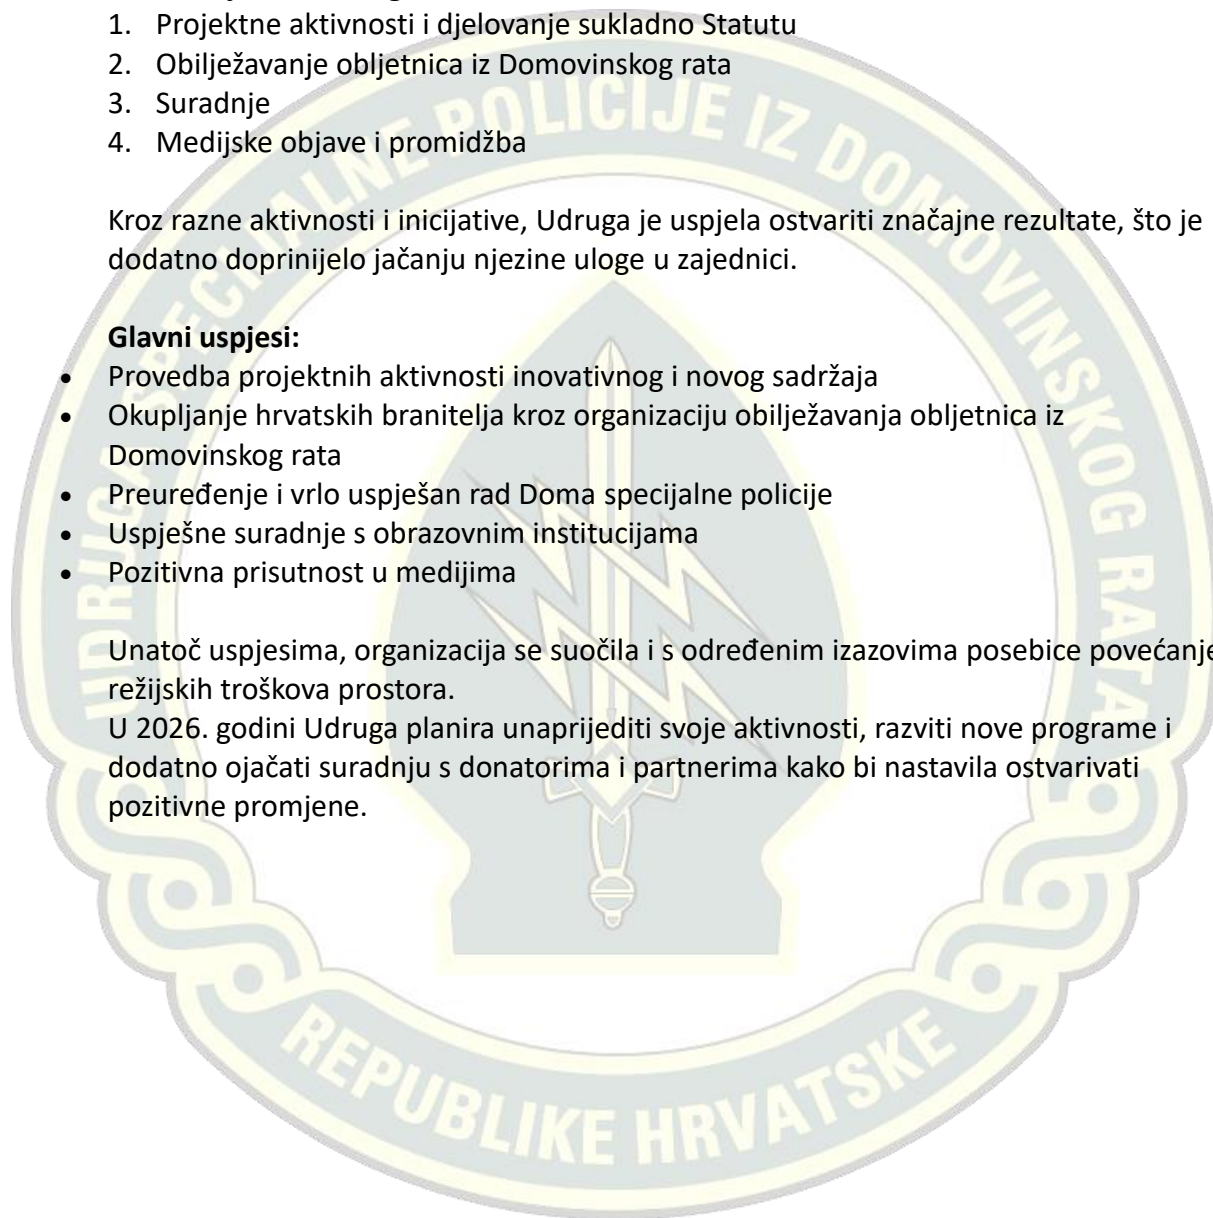 1. Projektne aktivnosti i djelovanje sukladno Statutu
2. Obilježavanje obljetnica iz Domovinskog rata
3. Suradnje
4. Medijske objave i promidžba
Kroz razne aktivnosti i inicijative, Udruga je uspjela ostvariti značajne rezultate, što je
dodatno doprinijelo jačanju njezine uloge u zajednici.
Glavni uspjesi:
• Provedba projektnih aktivnosti inovativnog i novog sadržaja
• Okupljanje hrvatskih branitelja kroz organizaciju obilježavanja obljetnica iz
Domovinskog rata
• Preuređenje i vrlo uspješan rad Doma specijalne policije
• Uspješne suradnje s obrazovnim institucijama
• Pozitivna prisutnost u medijima
Unatoč uspjesima, organizacija se suočila i s određenim izazovima posebice povećanje
režijskih troškova prostora.
U 2026. godini Udruga planira unaprijediti svoje aktivnosti, razviti nove programe i
dodatno ojačati suradnju s donatorima i partnerima kako bi nastavila ostvarivati
pozitivne promjene.
UDRUGA SPECIJALNE POLICIJE IZ DOMOVINSKOG RATA
REPUBLIKE HRVATSKE